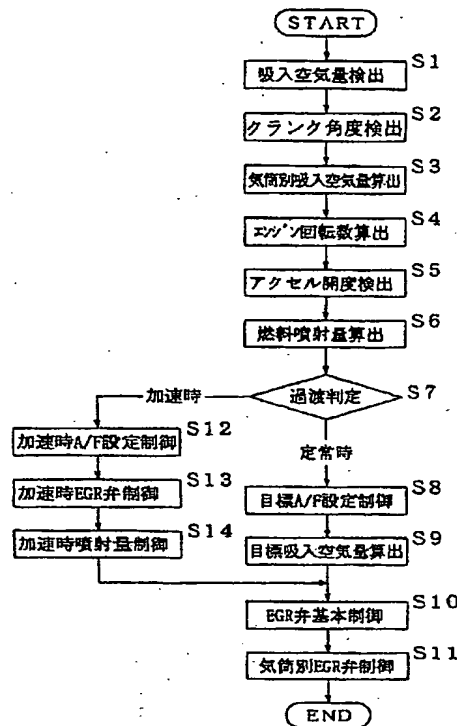 START
S1
吸入空気量検出
S2
クランク角度検出
S3
気筒別吸入空気量算出
S4
エンジン回転数算出
S5
アクセル開度検出
S6
燃料噴射量算出
S7
過渡判定
加速時
定常時
S12
加速時A/F設定制御
S13
加速時EGR弁制御
S14
加速時噴射量制御
S8
目標A/F設定制御
S9
目標吸入空気量算出
S10
EGR弁基本制御
S11
気筒別EGR弁制御
END